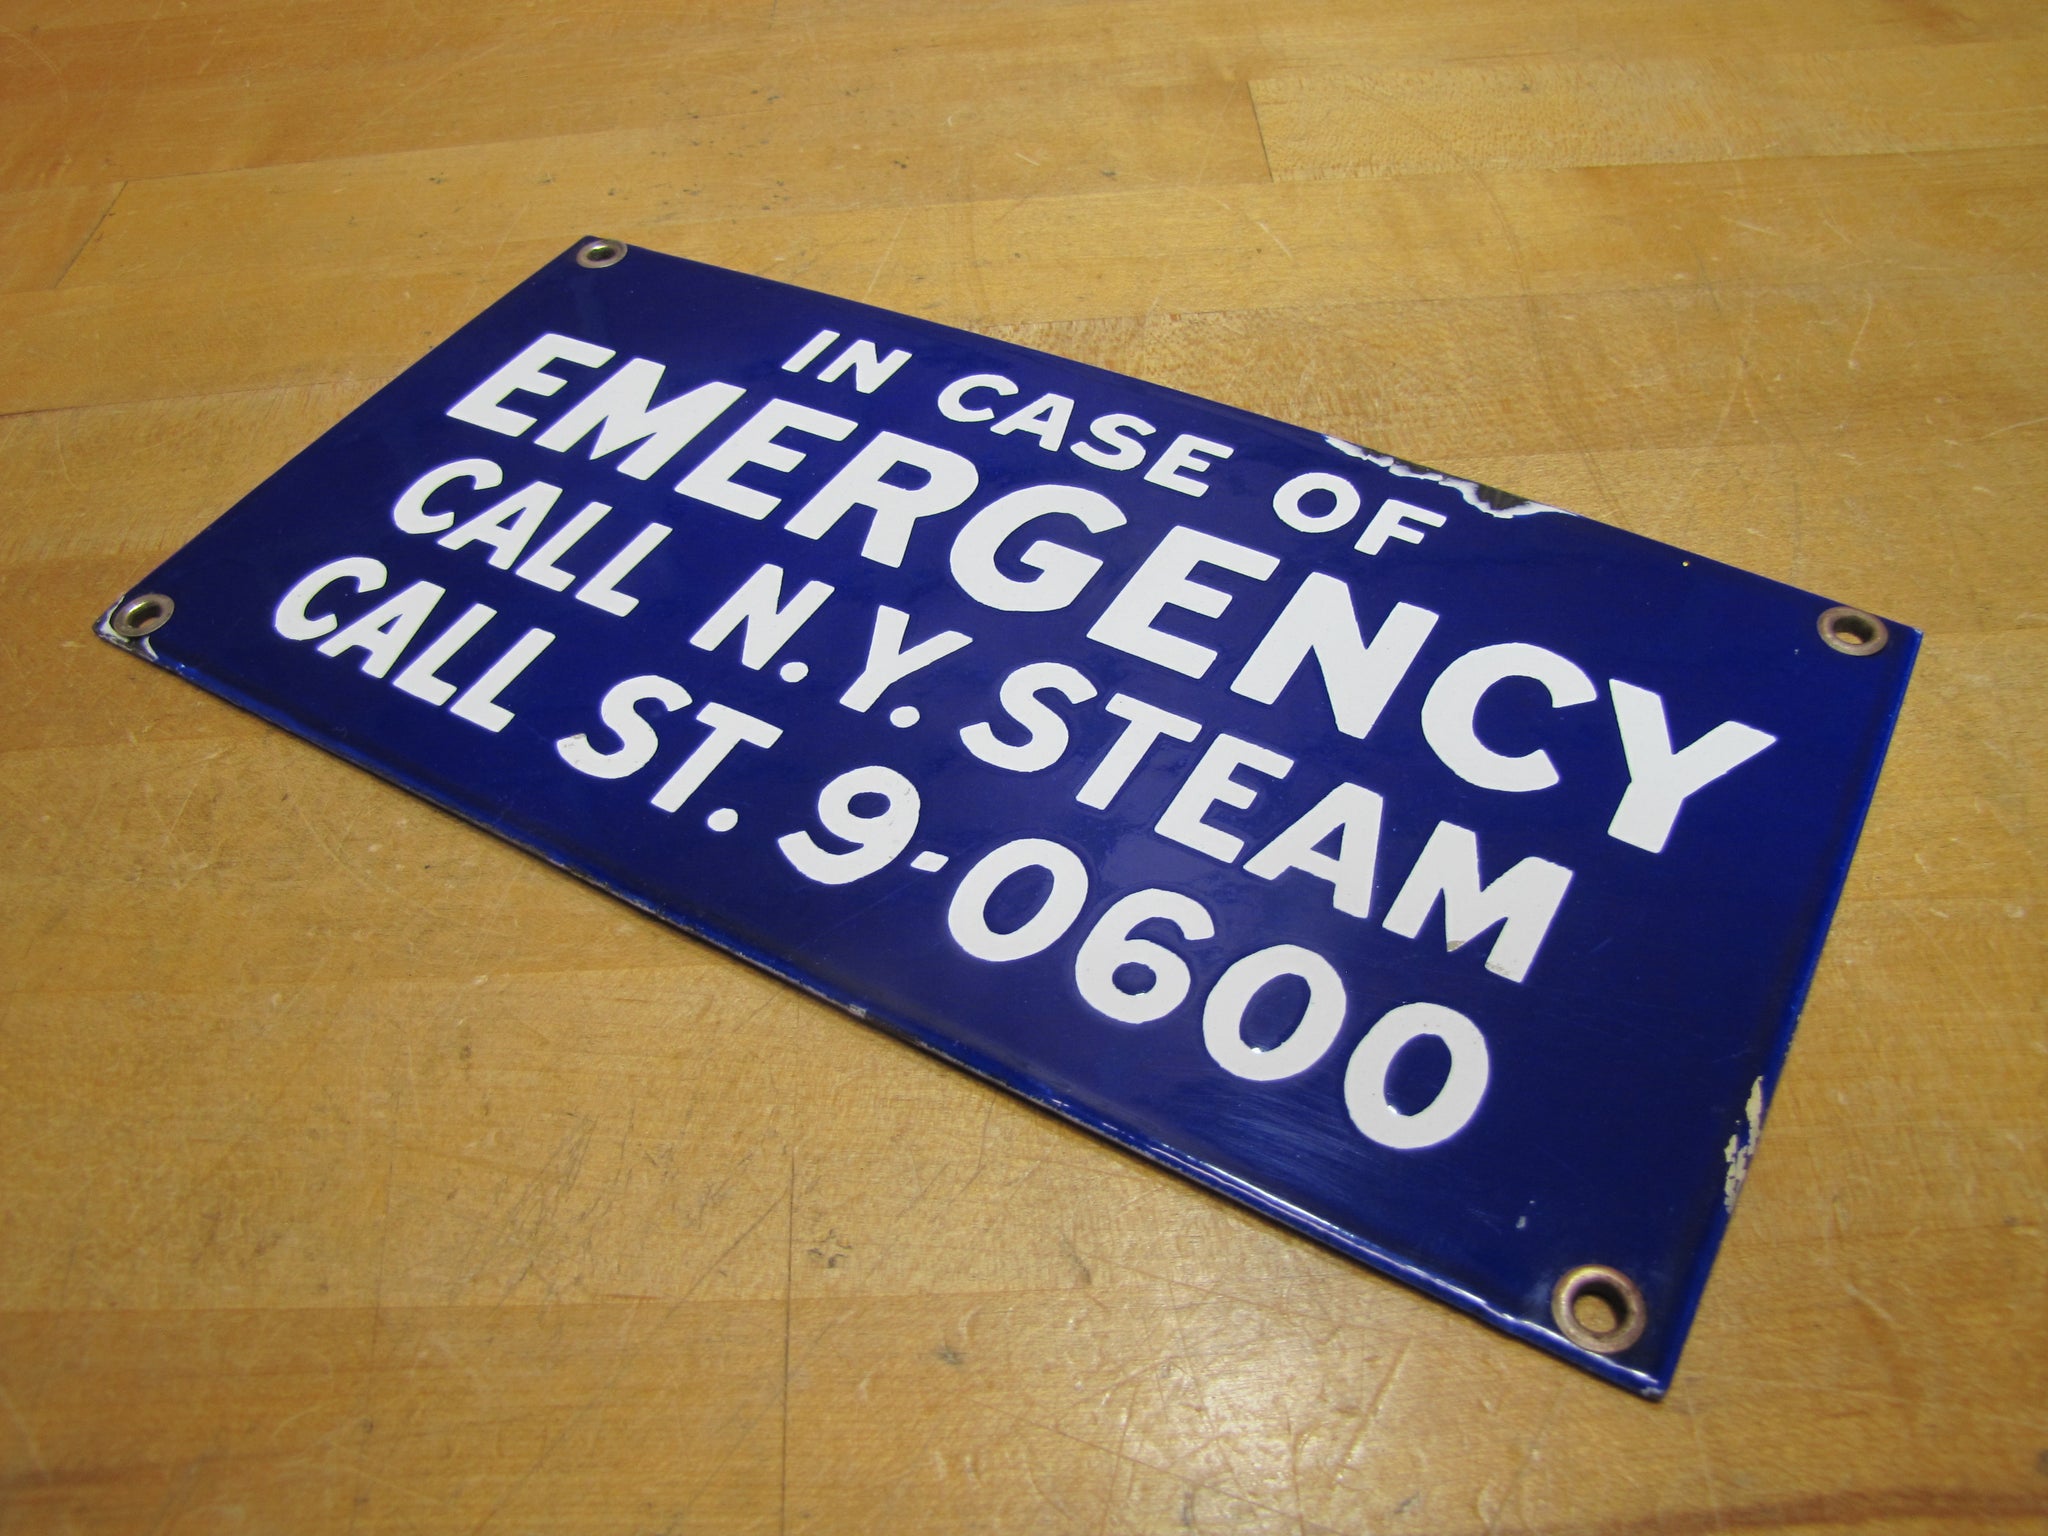 IN CASE OF
EMERGENCY
CALL N.Y. STEAM
CALL ST. 9-0600